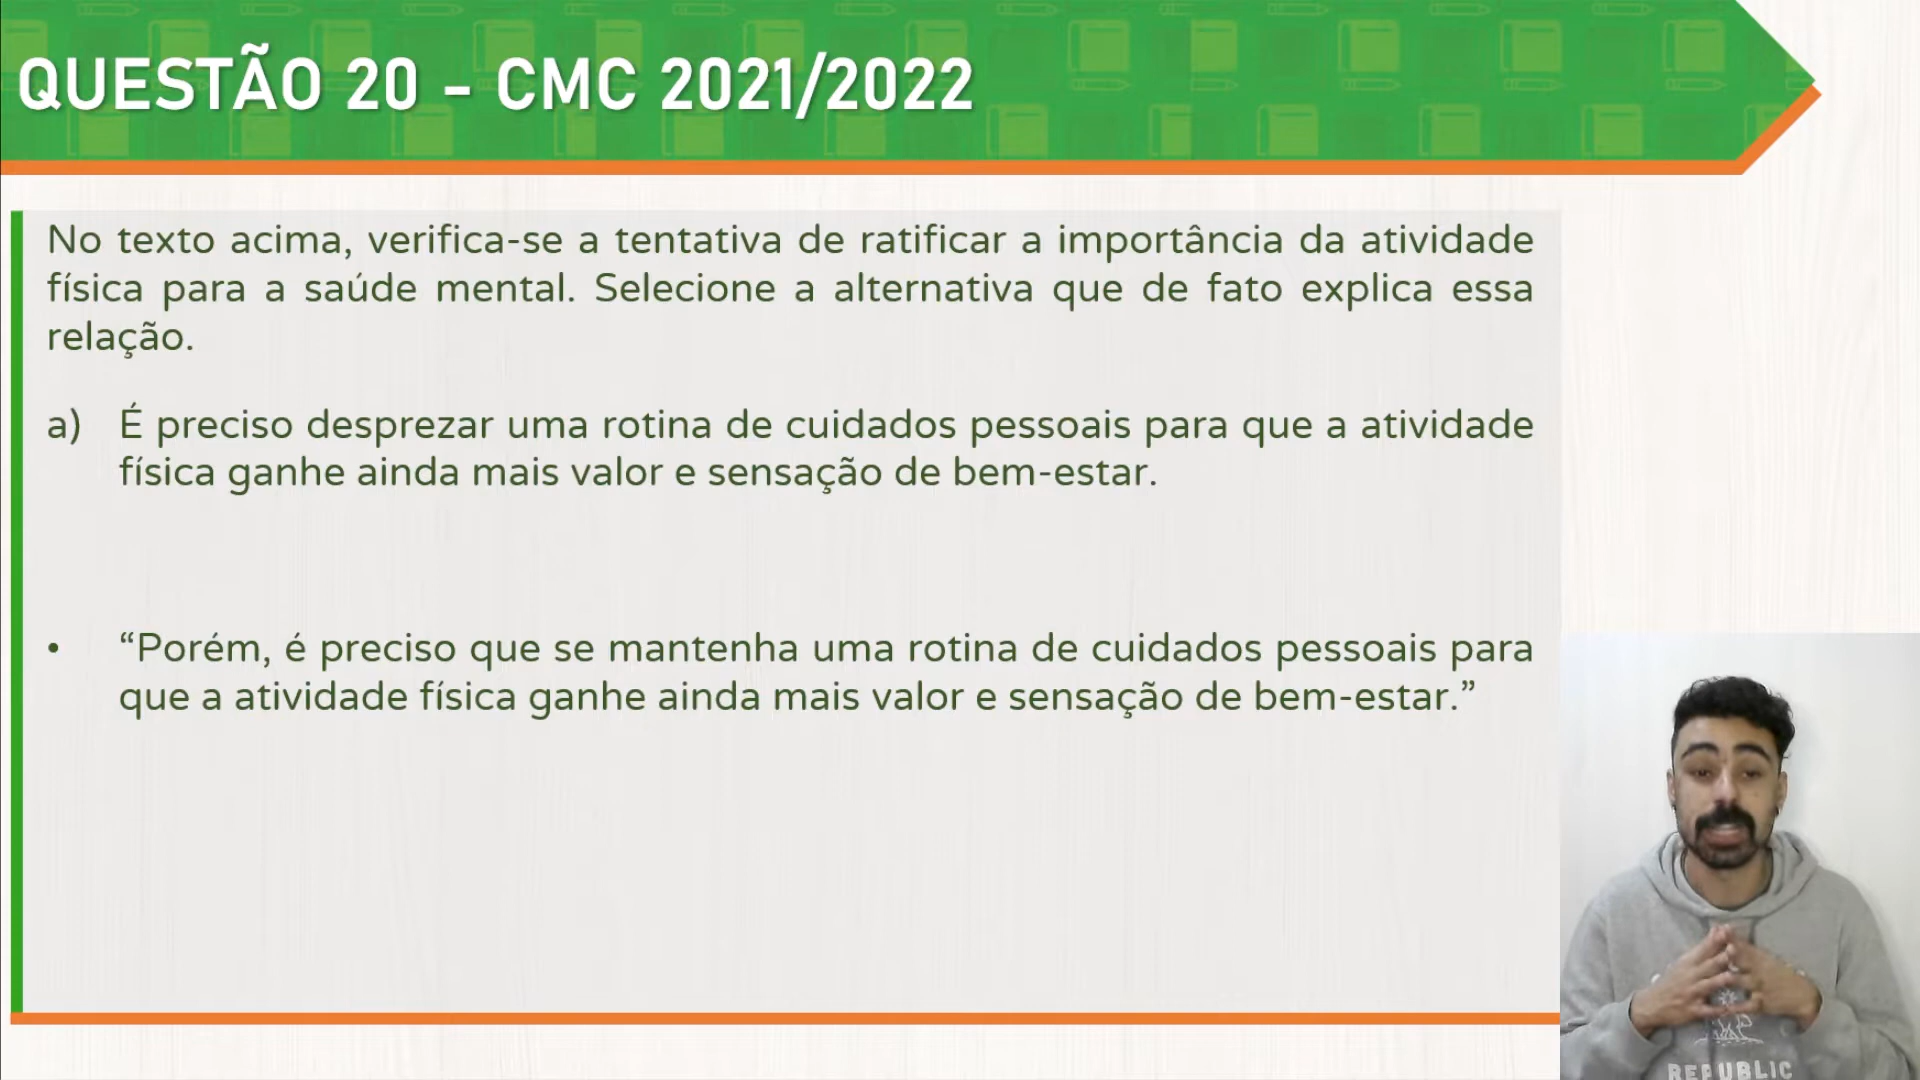 QUESTÃO 20 - CMC 2021/2022
No texto acima, verifica-se a tentativa de ratificar a importância da atividade
física para a saúde mental. Selecione a alternativa que de fato explica essa
relação.
a) É preciso desprezar uma rotina de cuidados pessoais para que a atividade
física ganhe ainda mais valor e sensação de bem-estar.
• “Porém, é preciso que se mantenha uma rotina de cuidados pessoais para
que a atividade física ganhe ainda mais valor e sensação de bem-estar.”
REPUBLIC